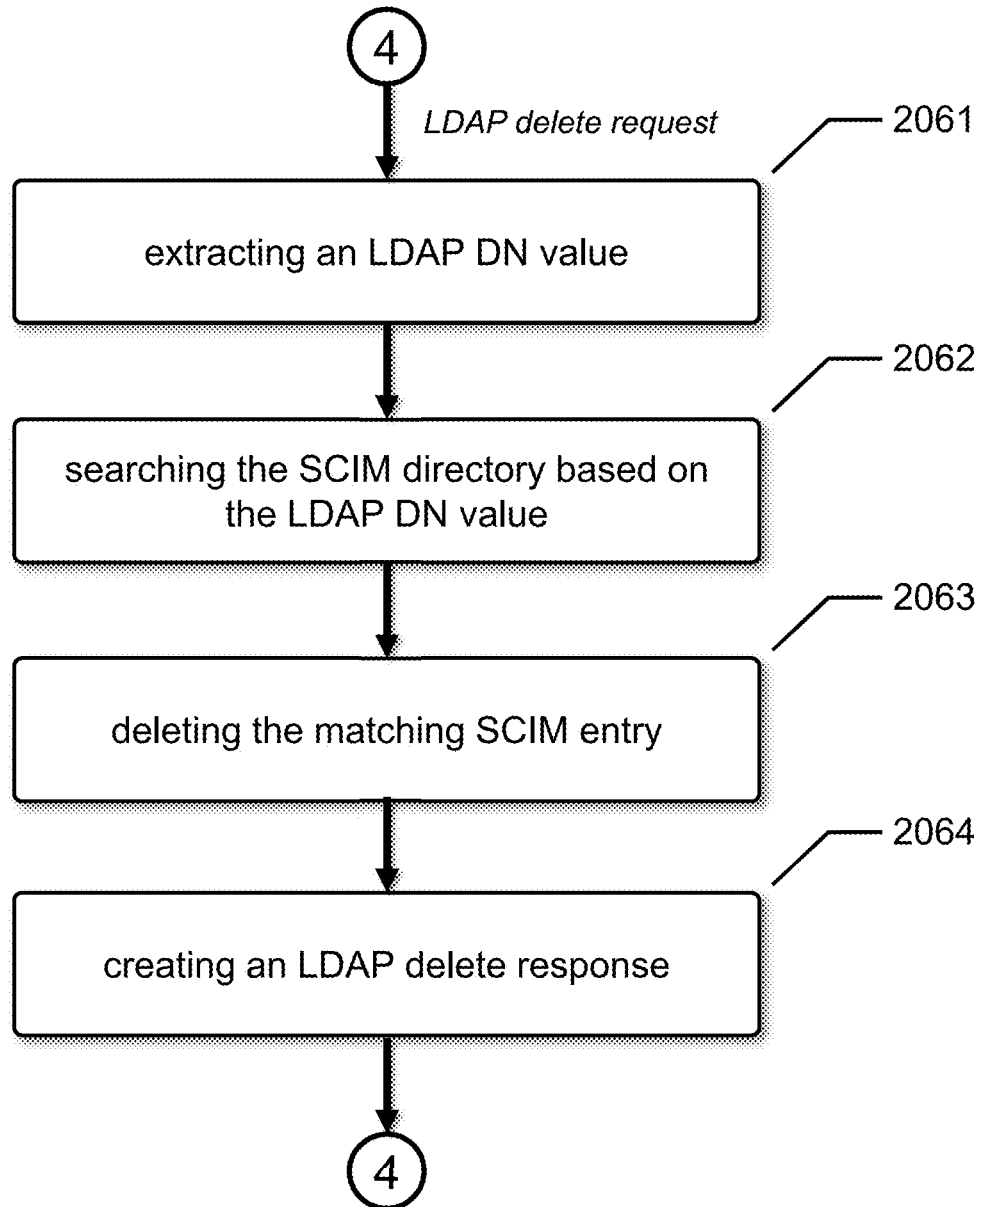 4
LDAP delete request
2061
extracting an LDAP DN value
2062
searching the SCIM directory based on
the LDAP DN value
2063
deleting the matching SCIM entry
2064
creating an LDAP delete response
4